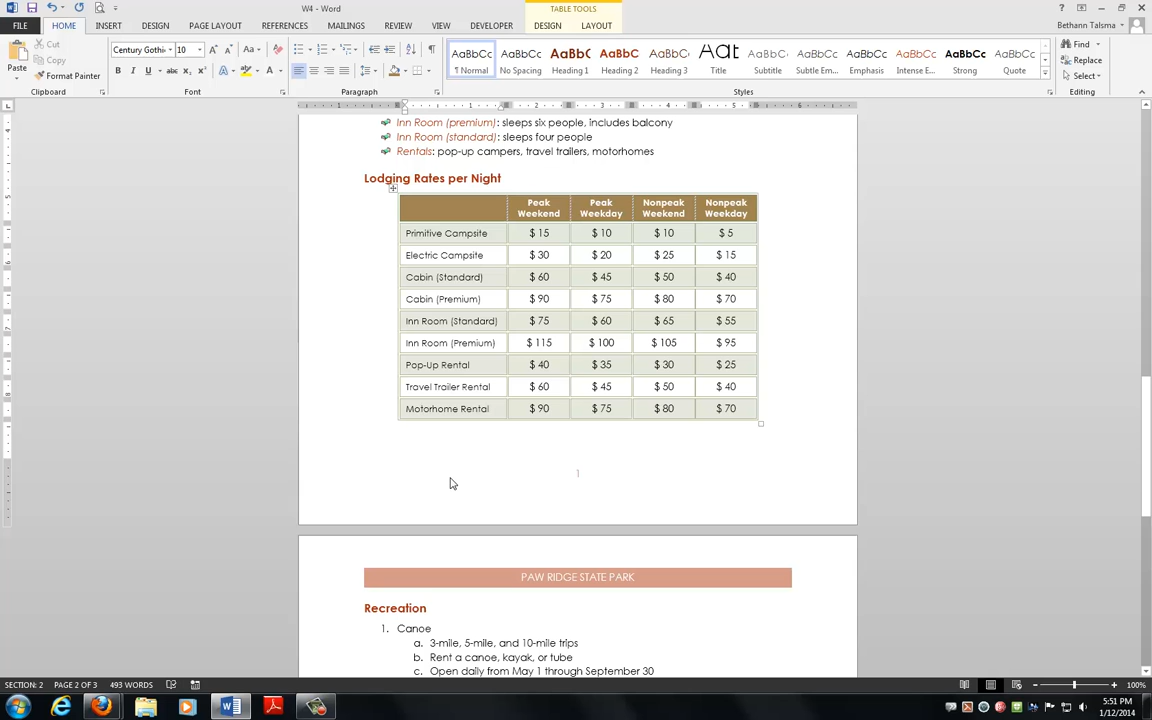 W4 - Word
TABLE TOOLS
FILE HOME INSERT DESIGN PAGE LAYOUT REFERENCES MAILINGS REVIEW VIEW DEVELOPER DESIGN LAYOUT
Bethann Talsma
Paste
Cut
Copy
Format Painter
Clipboard
Century Gothi 10
Font
Paragraph
AaBbCc AaBbCc AaBbC AaBbC AaBbC AaBt AaBbCc AaBbCc AaBbCc AaBbCc AaBbCc AaBbCc
¶ Normal No Spacing Heading 1 Heading 2 Heading 3 Title Subtitle Subtle Em... Emphasis Intense E... Strong Quote
Styles
Find
Replace
Select
Editing
Inn Room (premium): sleeps six people, includes balcony
Inn Room (standard): sleeps four people
Rentals: pop-up campers, travel trailers, motorhomes
Lodging Rates per Night
Peak Weekend Peak Weekday Nonpeak Weekend Nonpeak Weekday
Primitive Campsite $ 15 $ 10 $ 10 $ 5
Electric Campsite $ 30 $ 20 $ 25 $ 15
Cabin (Standard) $ 60 $ 45 $ 50 $ 40
Cabin (Premium) $ 90 $ 75 $ 80 $ 70
Inn Room (Standard) $ 75 $ 60 $ 65 $ 55
Inn Room (Premium) $ 115 $ 100 $ 105 $ 95
Pop-Up Rental $ 40 $ 35 $ 30 $ 25
Travel Trailer Rental $ 60 $ 45 $ 50 $ 40
Motorhome Rental $ 90 $ 75 $ 80 $ 70
1
PAW RIDGE STATE PARK
Recreation
1. Canoe
a. 3-mile, 5-mile, and 10-mile trips
b. Rent a canoe, kayak, or tube
c. Open daily from May 1 through September 30
SECTION: 2 PAGE 2 OF 3 493 WORDS
100%
5:51 PM
1/12/2014